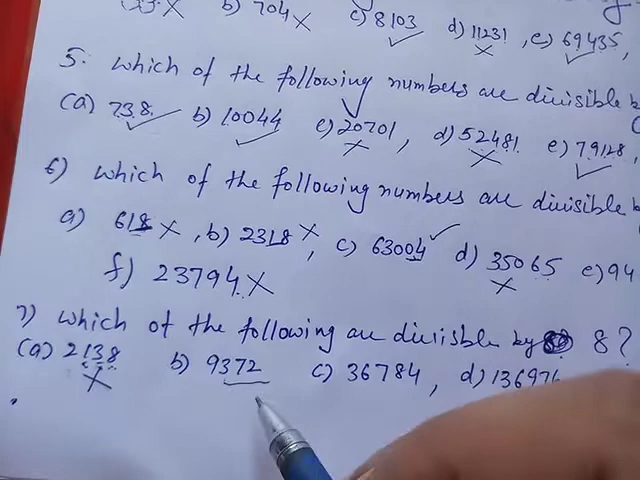 b) 704 x c) 8103 d) 11231, e) 69435,
5. Which of the following numbers are divisible
(a) 738 b) 10044 c) 20701, d) 52481 e) 79128,
6) Which of the following numbers are divisible
a) 618 x, b) 2318 x, c) 63004 d) 35065 e) 94
f) 23794 x
7) Which of the following are divisible by 8?
(a) 2138 b) 9372 c) 36784, d) 13697